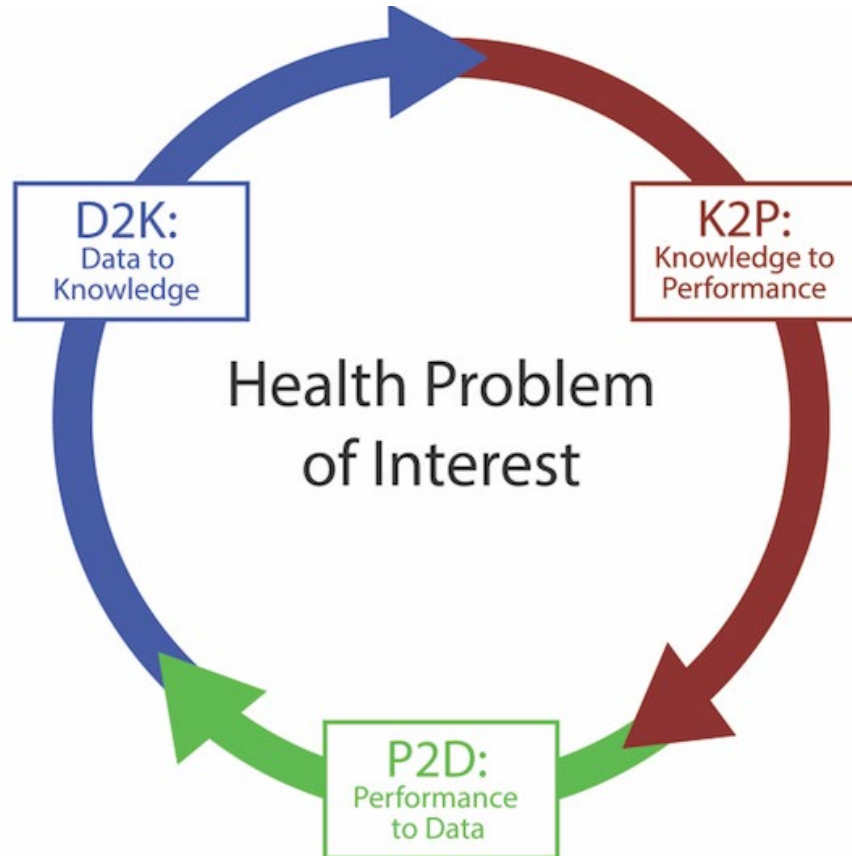 D2K:
Data to
Knowledge
K2P:
Knowledge to
Performance
Health Problem
of Interest
P2D:
Performance
to Data